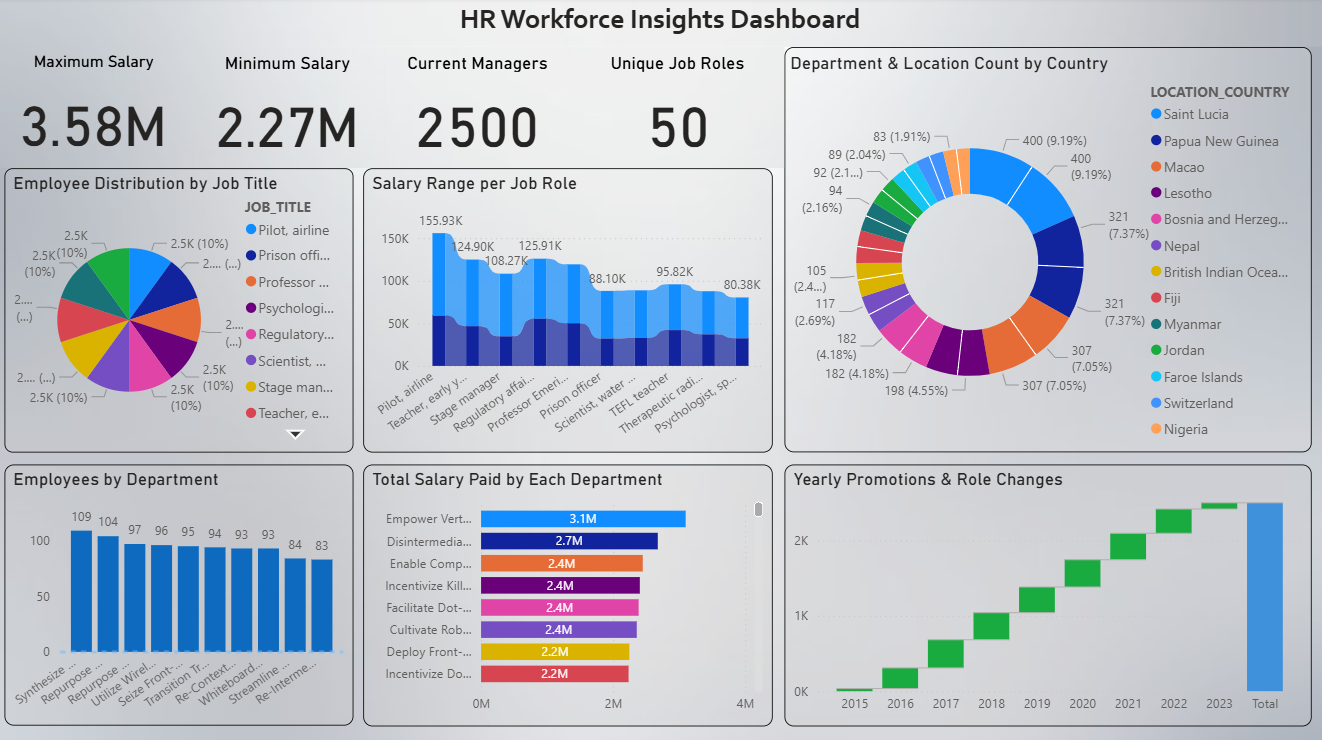 HR Workforce Insights Dashboard
Maximum Salary
3.58M
Minimum Salary
2.27M
Current Managers
2500
Unique Job Roles
50
Employee Distribution by Job Title
2.5K (10%)
2.... (...)
2.... (...)
2.5K (10%)
2.5K (10%)
2.5K (10%)
2.... (...)
2.... (...)
2.5K (10%)
2.5K (10%)
JOB_TITLE
Pilot, airline
Prison offi...
Professor ...
Psychologi...
Regulatory...
Scientist, ...
Stage man...
Teacher, e...
Salary Range per Job Role
150K
100K
50K
0K
155.93K
124.90K
108.27K
125.91K
88.10K
95.82K
80.38K
Pilot, airline
Teacher, early y...
Stage manager
Regulatory affai...
Professor Emeri...
Prison officer
Scientist, water ...
TEFL teacher
Therapeutic radi...
Psychologist, sp...
Department & Location Count by Country
400 (9.19%)
400 (9.19%)
321 (7.37%)
321 (7.37%)
307 (7.05%)
307 (7.05%)
198 (4.55%)
182 (4.18%)
182 (4.18%)
117 (2.69%)
105 (2.4...)
94 (2.16%)
92 (2.1...)
89 (2.04%)
83 (1.91%)
LOCATION_COUNTRY
Saint Lucia
Papua New Guinea
Macao
Lesotho
Bosnia and Herzeg...
Nepal
British Indian Ocea...
Fiji
Myanmar
Jordan
Faroe Islands
Switzerland
Nigeria
Employees by Department
100
50
0
109
104
97
96
95
94
93
93
84
83
Synthesize ...
Repurpose ...
Repurpose ...
Utilize Wirel...
Seize Front-...
Transition Tr...
Re-Context...
Whiteboard...
Streamline ...
Re-Interme...
Total Salary Paid by Each Department
Empower Vert... 3.1M
Disintermedia... 2.7M
Enable Comp... 2.4M
Incentivize Kill... 2.4M
Facilitate Dot-... 2.4M
Cultivate Rob... 2.4M
Deploy Front-... 2.2M
Incentivize Do... 2.2M
0M 2M 4M
Yearly Promotions & Role Changes
2K
1K
0K
2015 2016 2017 2018 2019 2020 2021 2022 2023 Total